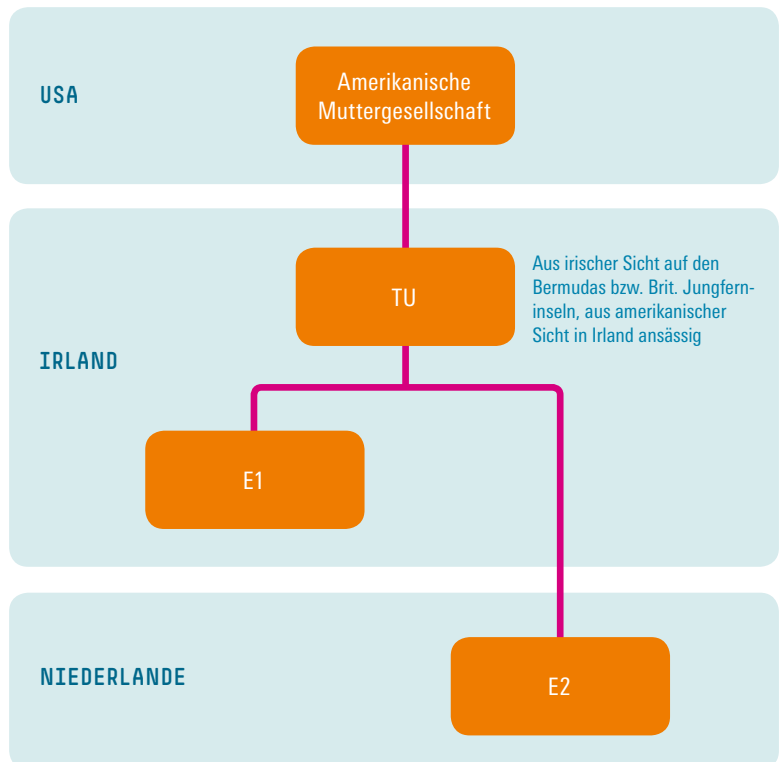 USA
Amerikanische
Muttergesellschaft
IRLAND
TU
Aus irischer Sicht auf den
Bermudas bzw. Brit. Jungfern-
inseln, aus amerikanischer
Sicht in Irland ansässig
E1
NIEDERLANDE
E2